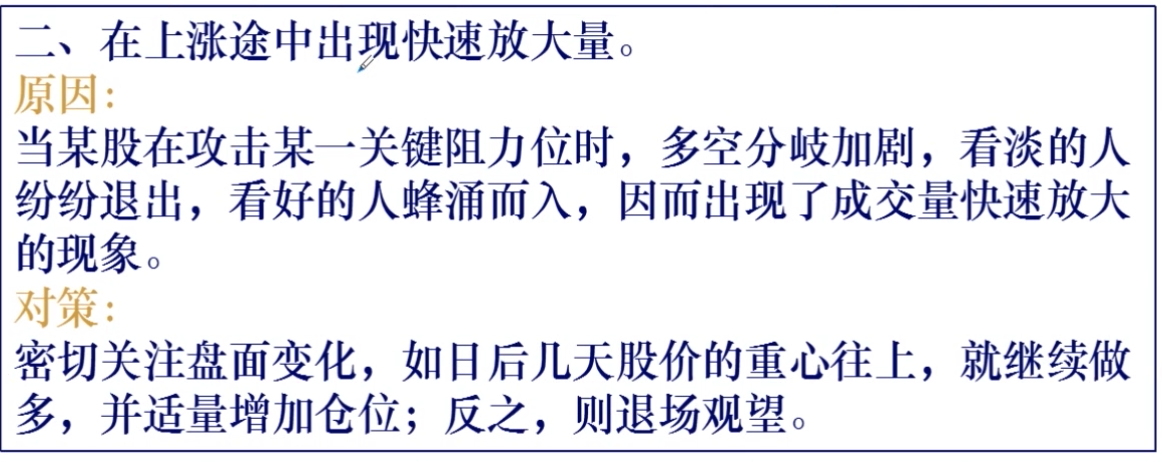 二、在上涨途中出现快速放大量。
原因：
当某股在攻击某一关键阻力位时，多空分岐加剧，看淡的人
纷纷退出，看好的人蜂涌而入，因而出现了成交量快速放大
的现象。
对策：
密切关注盘面变化，如日后几天股价的重心往上，就继续做
多，并适量增加仓位；反之，则退场观望。